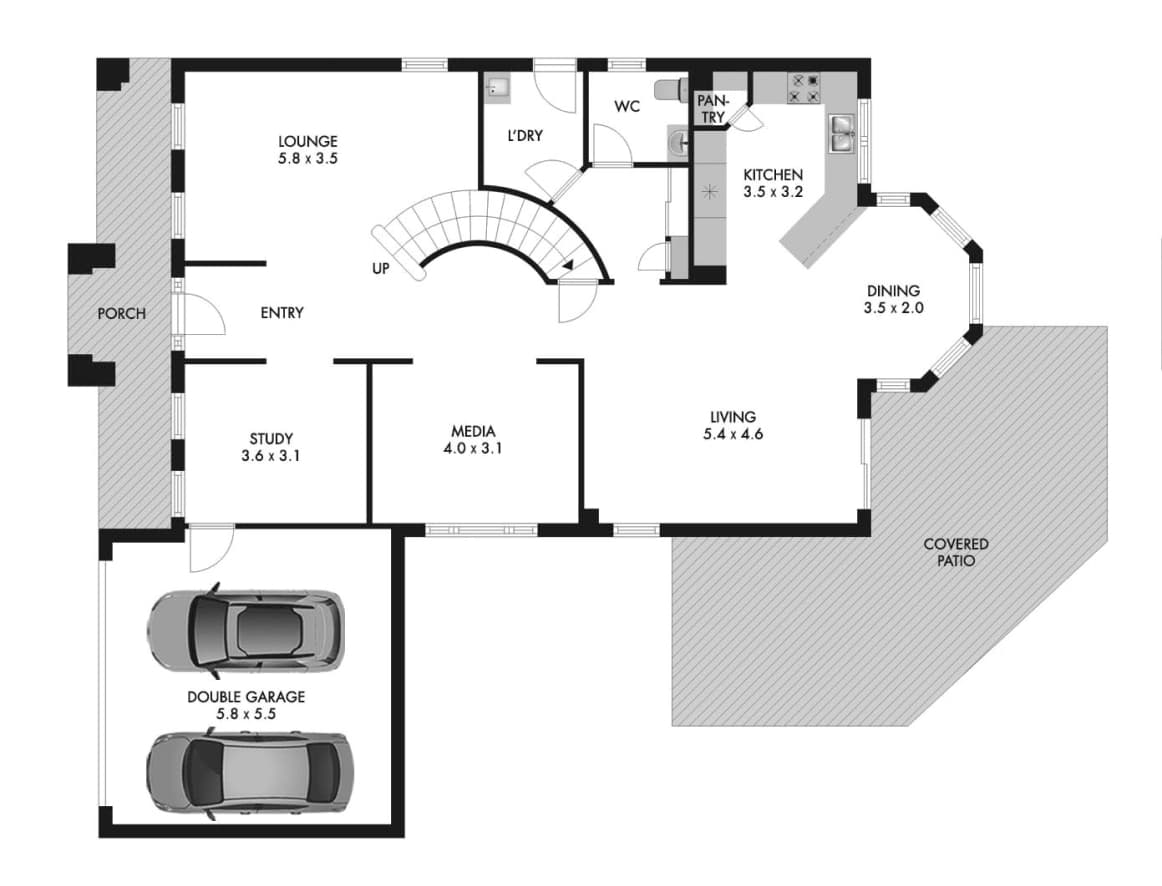 LOUNGE
5.8 x 3.5
L'DRY
WC
PAN-
TRY
KITCHEN
3.5 x 3.2
UP
PORCH
ENTRY
DINING
3.5 x 2.0
STUDY
3.6 x 3.1
MEDIA
4.0 x 3.1
LIVING
5.4 x 4.6
COVERED
PATIO
DOUBLE GARAGE
5.8 x 5.5